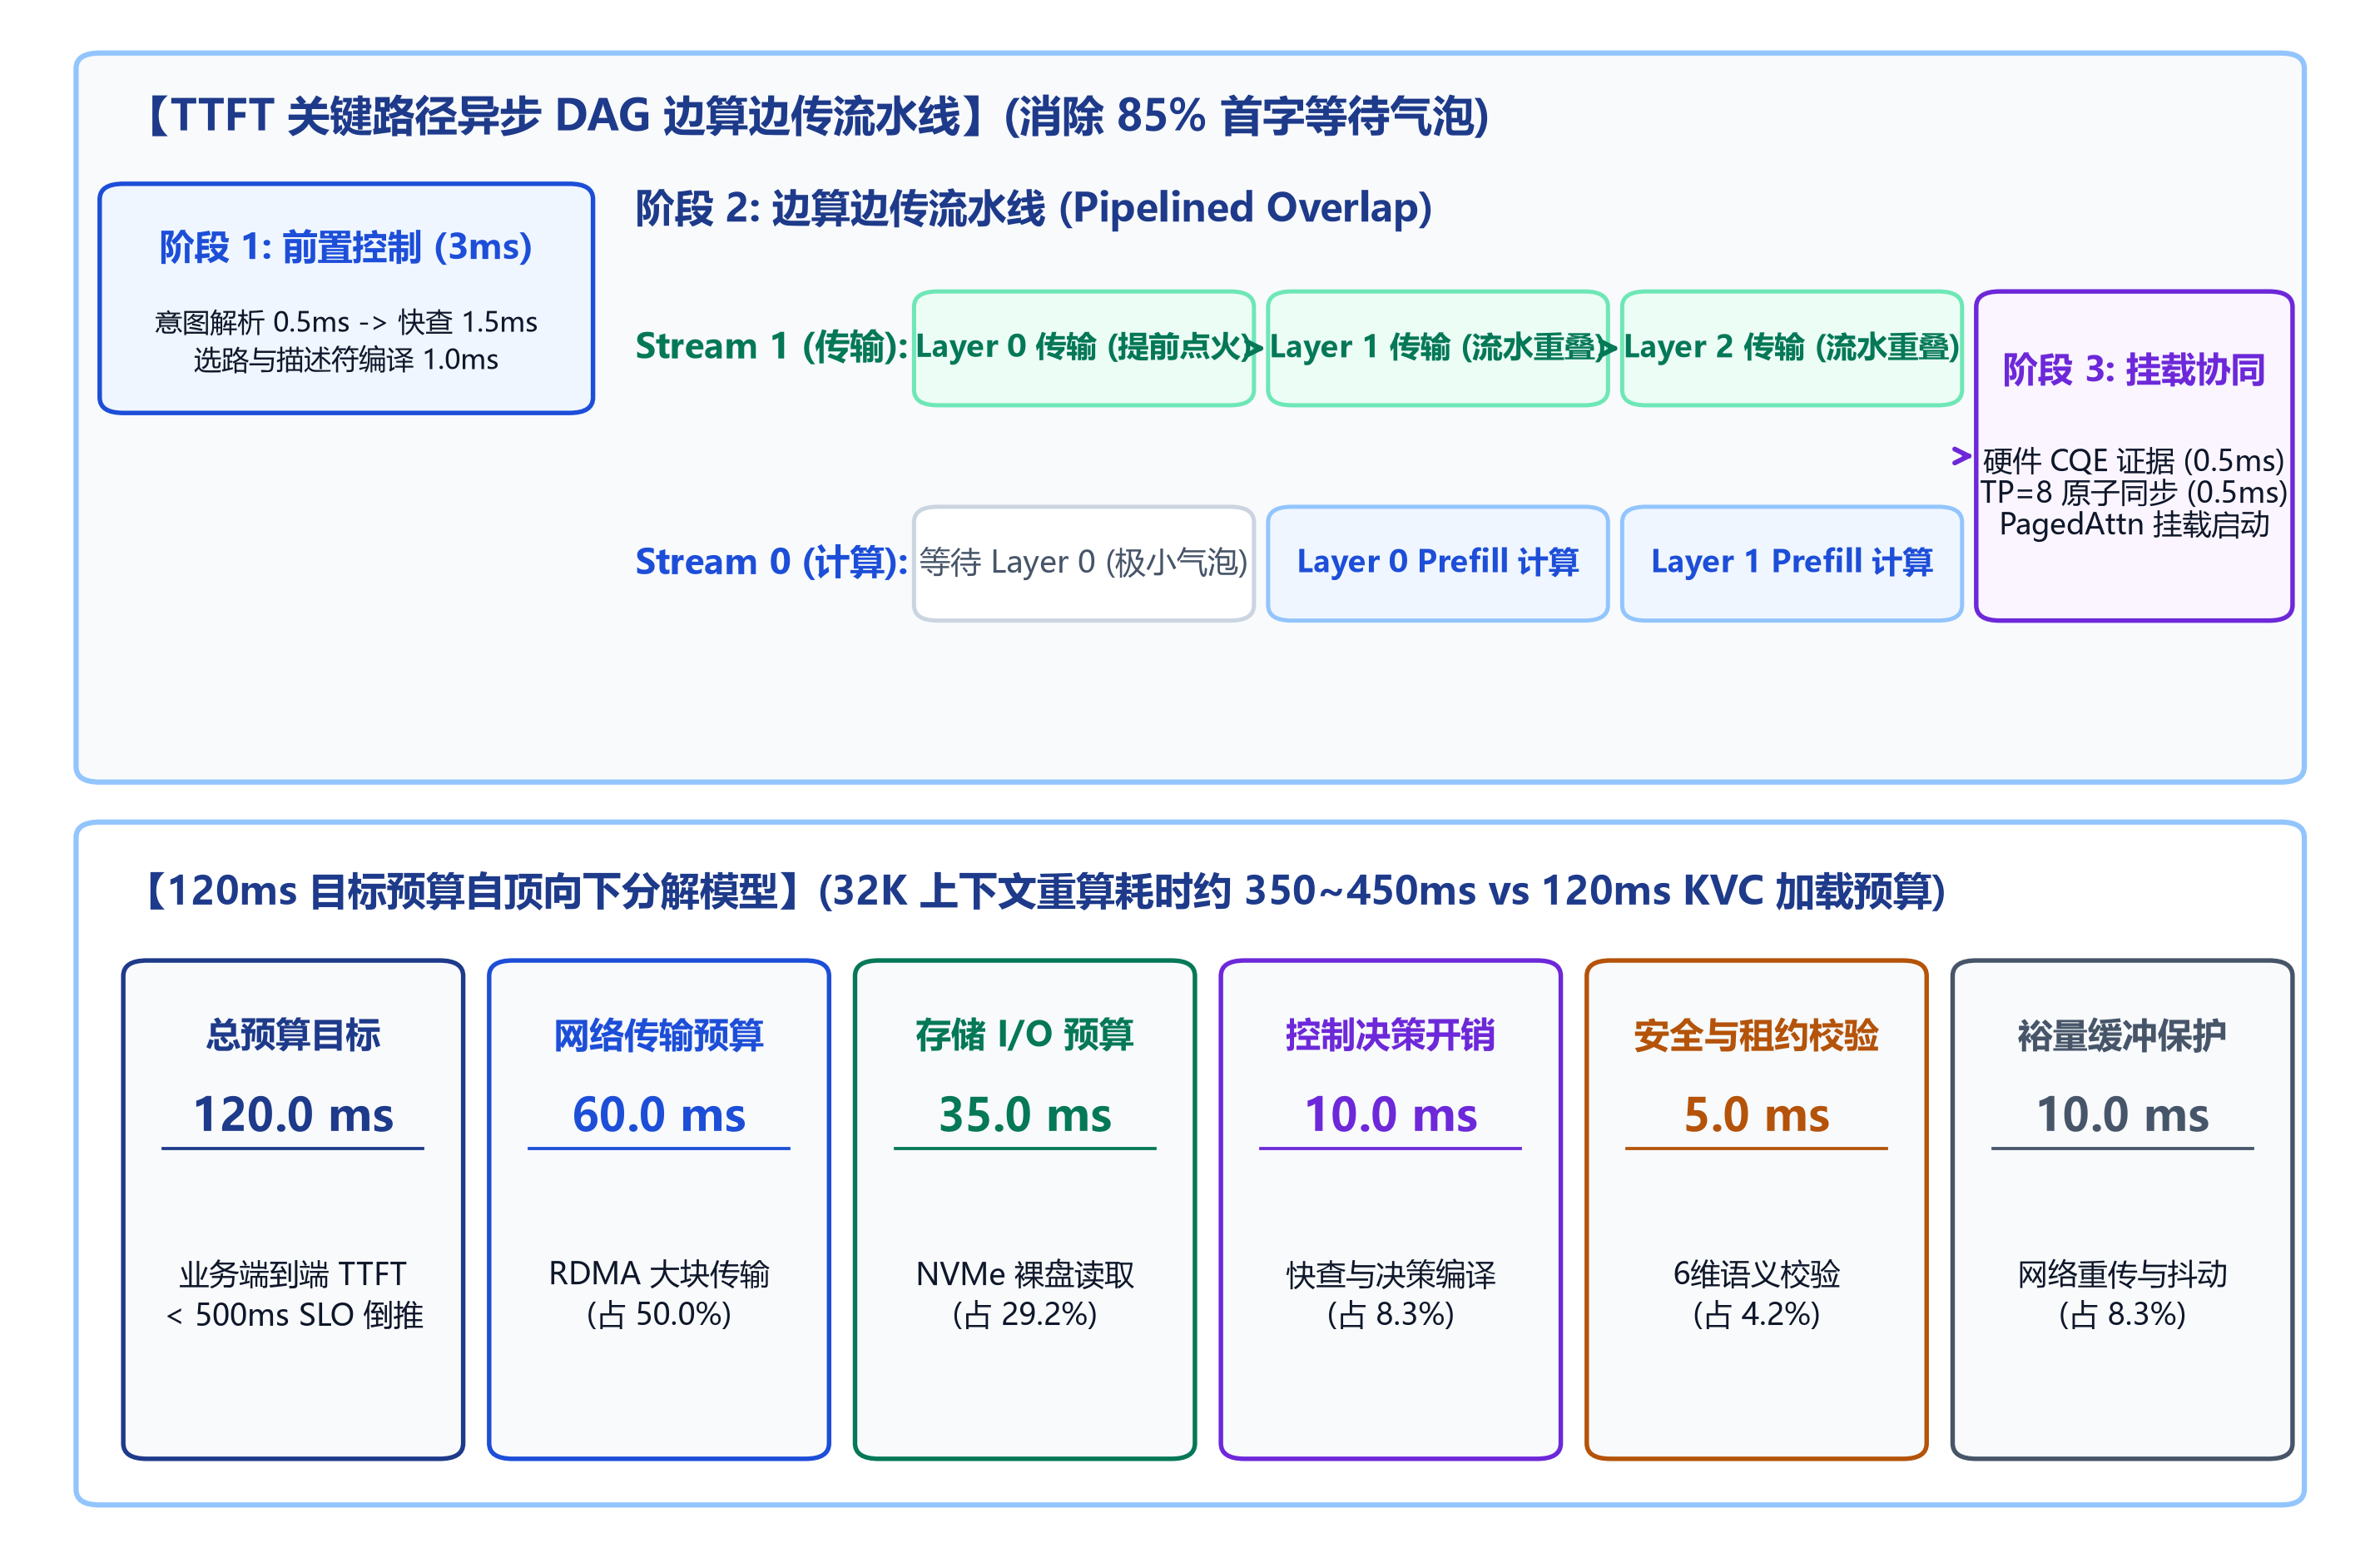 【TTFT 关键路径异步 DAG 边算边传流水线】(消除 85% 首字等待气泡)
阶段 1: 前置控制 (3ms)
意图解析 0.5ms -> 快查 1.5ms
选路与描述符编译 1.0ms
阶段 2: 边算边传流水线 (Pipelined Overlap)
Stream 1 (传输):
Layer 0 传输 (提前点火)
Layer 1 传输 (流水重叠)
Layer 2 传输 (流水重叠)
Stream 0 (计算):
等待 Layer 0 (极小气泡)
Layer 0 Prefill 计算
Layer 1 Prefill 计算
阶段 3: 挂载协同
硬件 CQE 证据 (0.5ms)
TP=8 原子同步 (0.5ms)
PagedAttn 挂载启动
【120ms 目标预算自顶向下分解模型】(32K 上下文重算耗时约 350~450ms vs 120ms KVC 加载预算)
总预算目标
120.0 ms
业务端到端 TTFT
< 500ms SLO 倒推
网络传输预算
60.0 ms
RDMA 大块传输
(占 50.0%)
存储 I/O 预算
35.0 ms
NVMe 裸盘读取
(占 29.2%)
控制决策开销
10.0 ms
快查与决策编译
(占 8.3%)
安全与租约校验
5.0 ms
6维语义校验
(占 4.2%)
裕量缓冲保护
10.0 ms
网络重传与抖动
(占 8.3%)